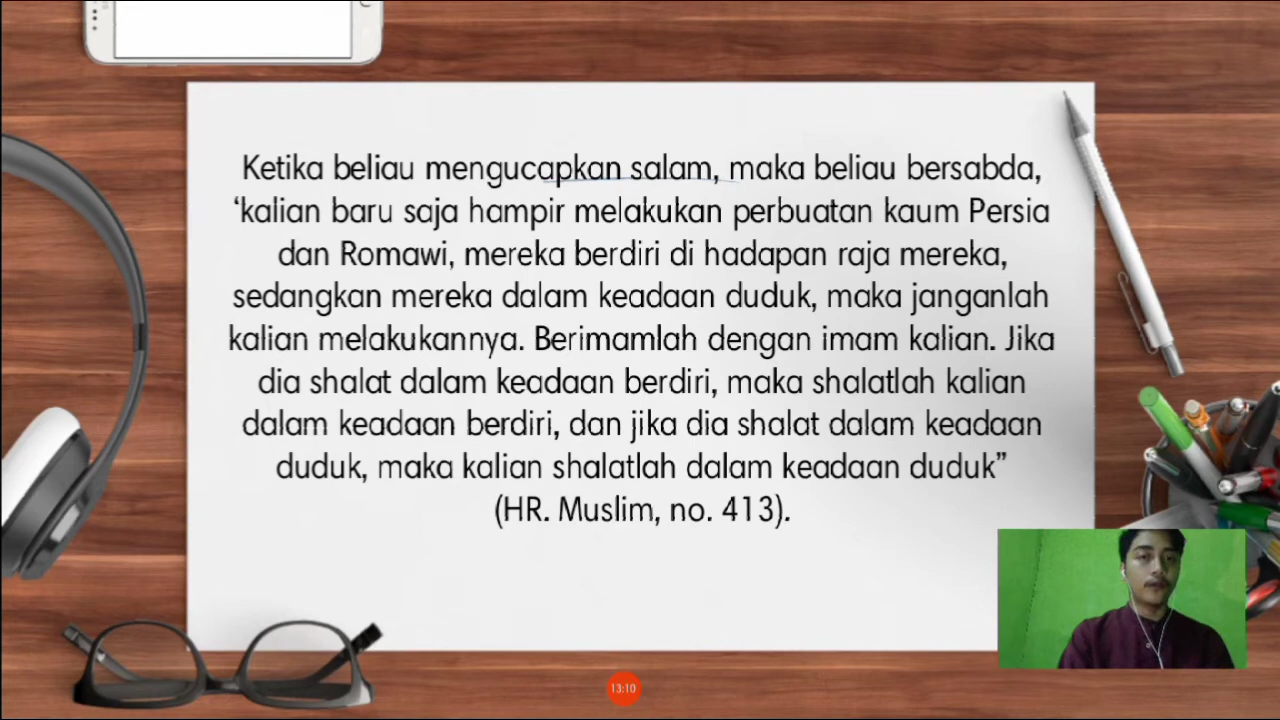 Ketika beliau mengucapkan salam, maka beliau bersabda,
‘kalian baru saja hampir melakukan perbuatan kaum Persia
dan Romawi, mereka berdiri di hadapan raja mereka,
sedangkan mereka dalam keadaan duduk, maka janganlah
kalian melakukannya. Berimamlah dengan imam kalian. Jika
dia shalat dalam keadaan berdiri, maka shalatlah kalian
dalam keadaan berdiri, dan jika dia shalat dalam keadaan
duduk, maka kalian shalatlah dalam keadaan duduk”
(HR. Muslim, no. 413).
13:10